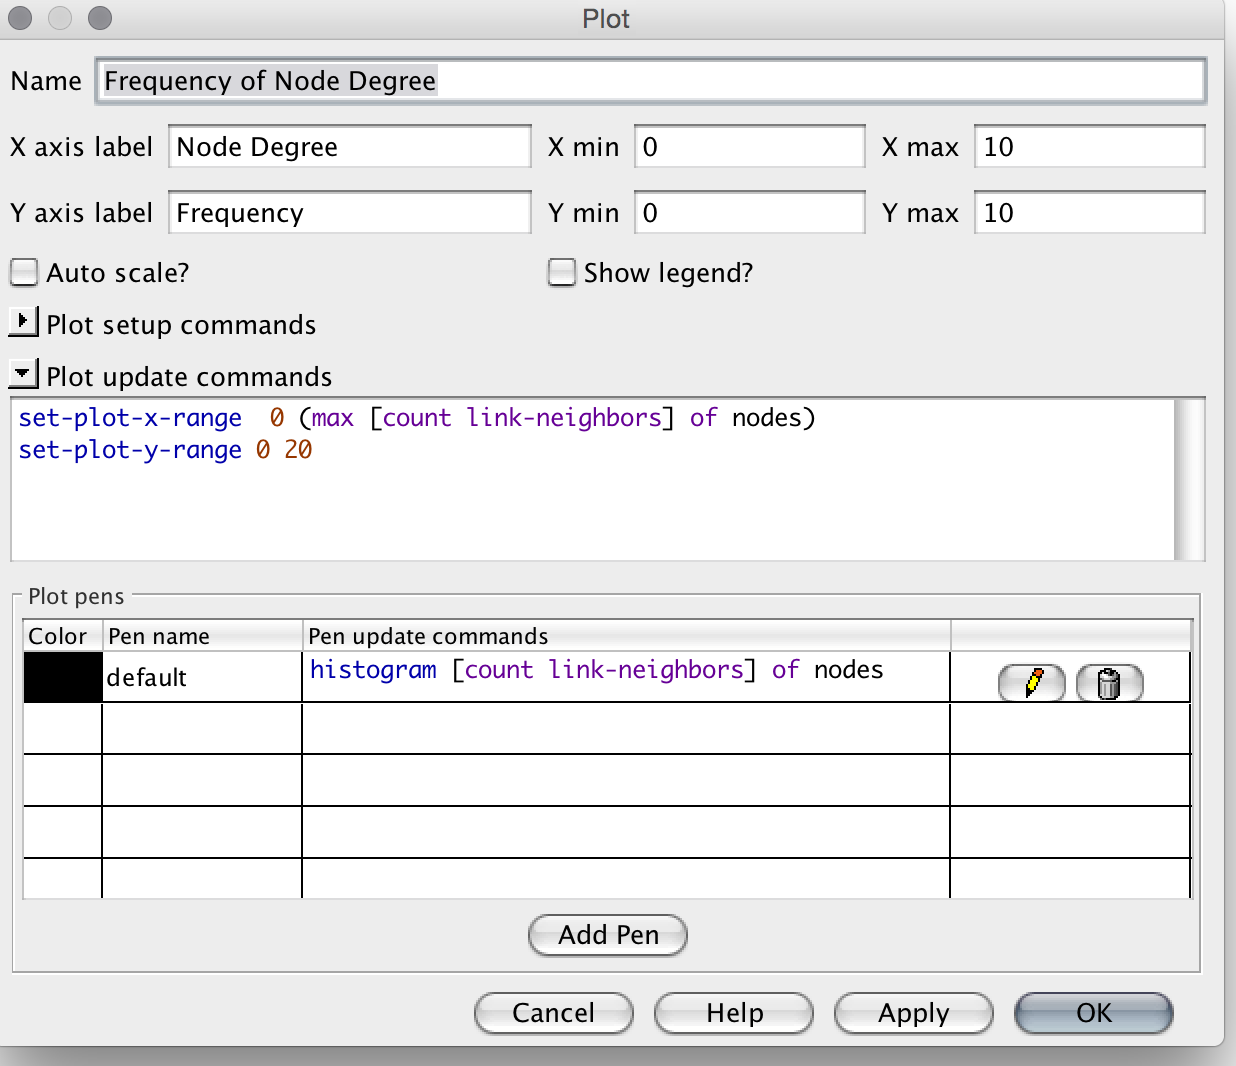 Plot
Name Frequency of Node Degree
X axis label Node Degree X min 0 X max 10
Y axis label Frequency Y min 0 Y max 10
Auto scale? Show legend?
Plot setup commands
Plot update commands
set-plot-x-range  0 (max [count link-neighbors] of nodes)
set-plot-y-range 0 20
Plot pens
Color Pen name Pen update commands
default histogram [count link-neighbors] of nodes
Add Pen
Cancel Help Apply OK